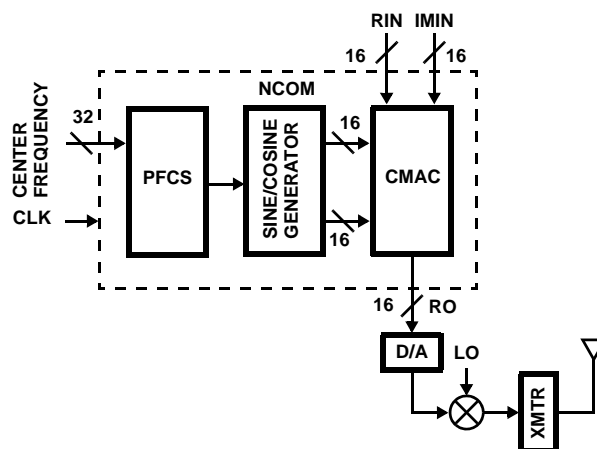 RIN IMIN
16 16
NCOM
CENTER
FREQUENCY
32
CLK
PFCS
SINE/COSINE
GENERATOR
16
16
CMAC
16 RO
D/A
LO
XMTR